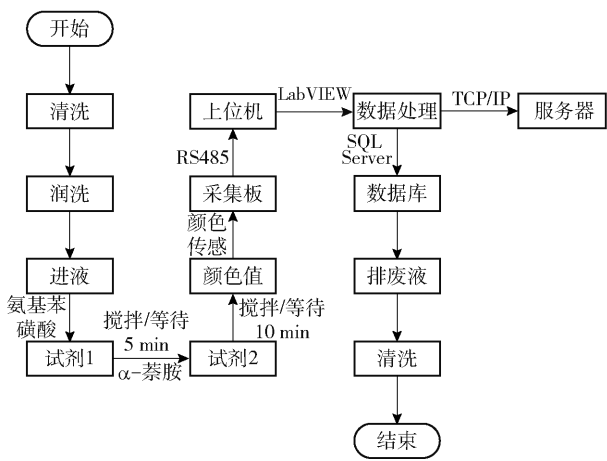 开始
清洗
润洗
进液
氨基苯
磺酸
试剂1
搅拌/等待
5 min
α-萘胺
试剂2
搅拌/等待
10 min
颜色值
颜色
传感
采集板
RS485
上位机
LabVIEW
数据处理
TCP/IP
服务器
SQL
Server
数据库
排废液
清洗
结束